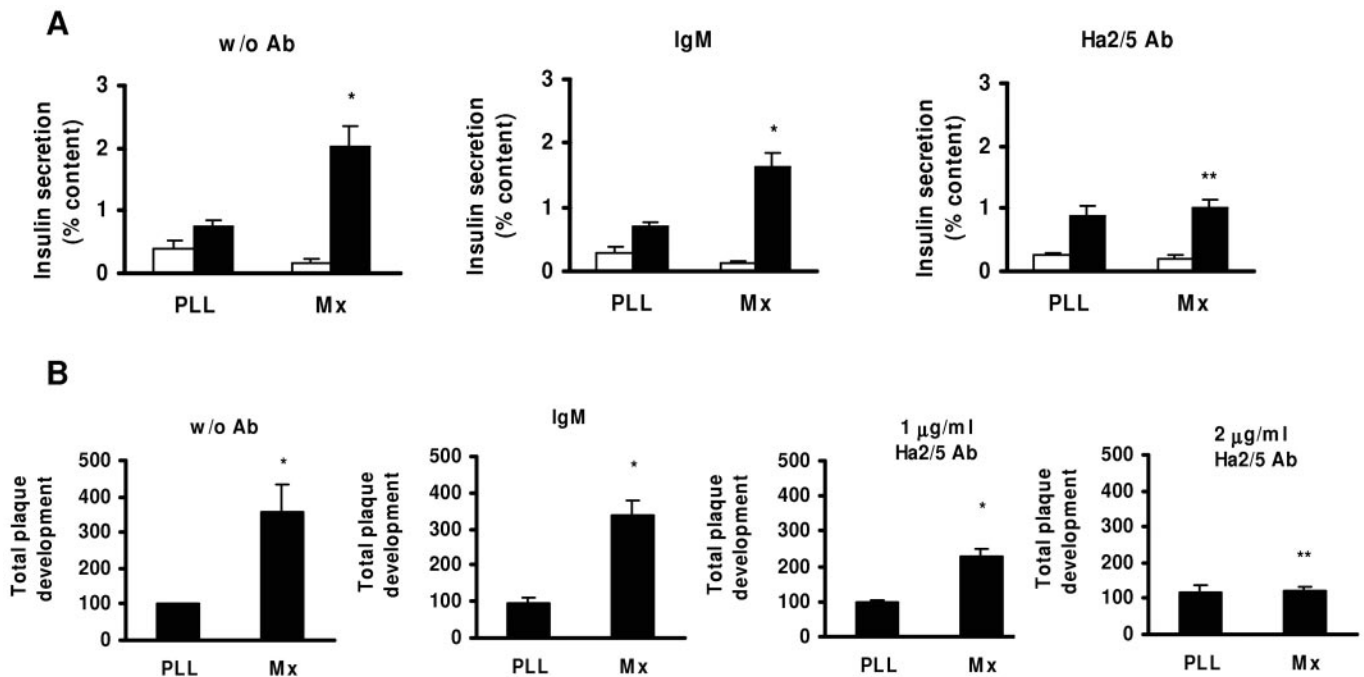 A
w/o Ab
IgM
Ha2/5 Ab
Insulin secretion
(% content)
3
2
1
0
*
PLL
Mx
Insulin secretion
(% content)
3
2
1
0
*
PLL
Mx
Insulin secretion
(% content)
3
2
1
0
**
PLL
Mx
B
w/o Ab
Total plaque
development
500
400
300
200
100
0
*
PLL
Mx
IgM
Total plaque
development
500
400
300
200
100
0
*
PLL
Mx
1 μg/ml
Ha2/5 Ab
Total plaque
development
500
400
300
200
100
0
*
PLL
Mx
2 μg/ml
Ha2/5 Ab
Total plaque
development
500
400
300
200
100
0
**
PLL
Mx